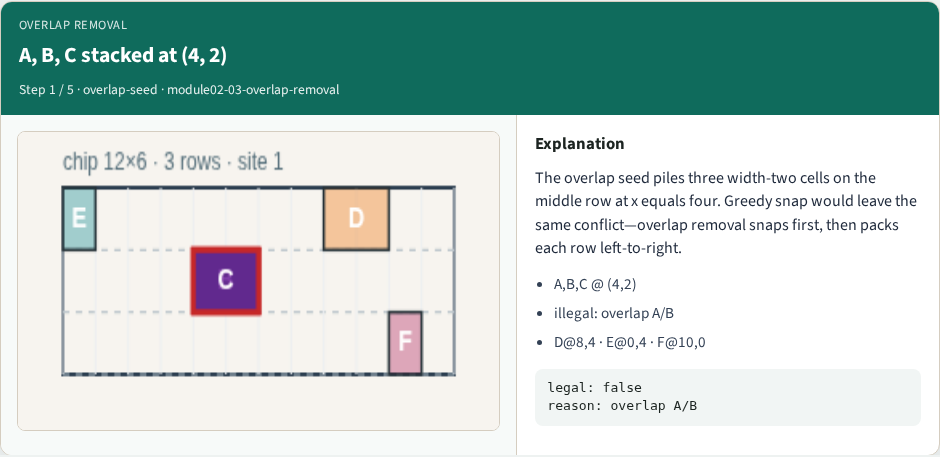 OVERLAP REMOVAL
A, B, C stacked at (4, 2)
Step 1 / 5 · overlap-seed · module02-03-overlap-removal
chip 12×6 · 3 rows · site 1
E
D
C
F
Explanation
The overlap seed piles three width-two cells on the
middle row at x equals four. Greedy snap would leave the
same conflict—overlap removal snaps first, then packs
each row left-to-right.
• A,B,C @ (4,2)
• illegal: overlap A/B
• D@8,4 · E@0,4 · F@10,0
legal: false
reason: overlap A/B